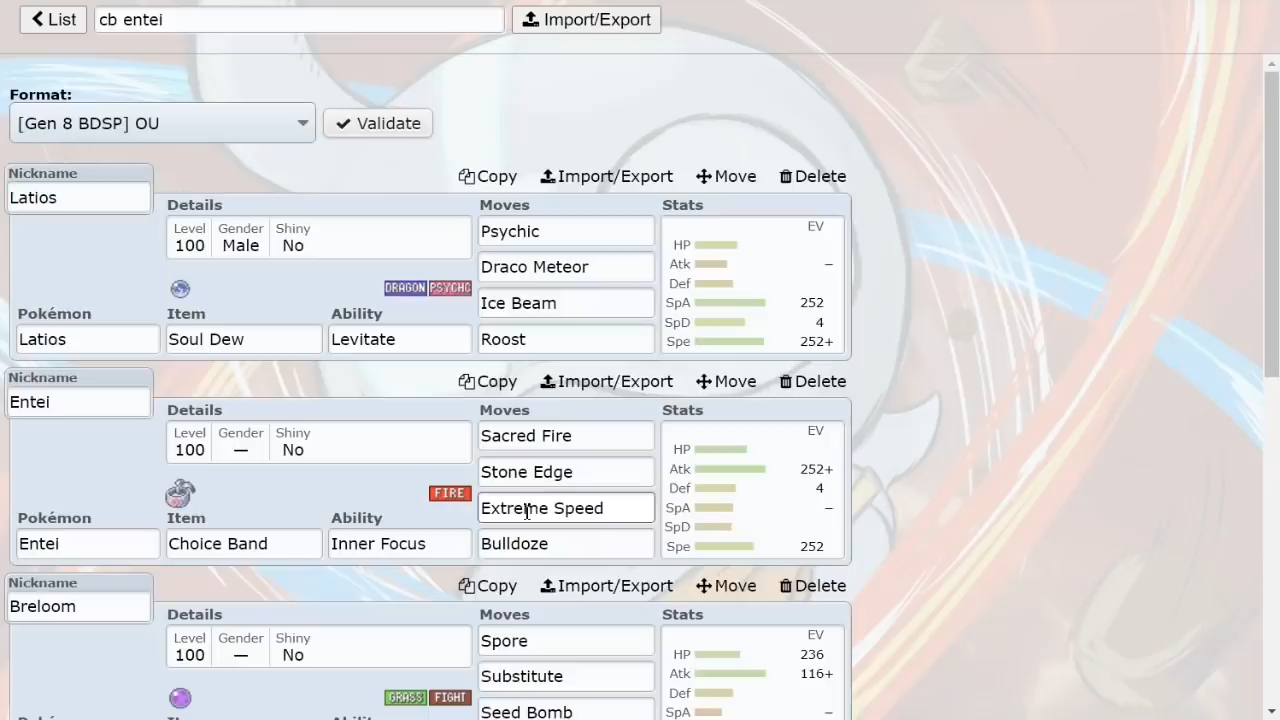 List
cb entei
Import/Export
Format:
[Gen 8 BDSP] OU
Validate
Nickname
Latios
Copy Import/Export Move Delete
Details
Level Gender Shiny
100 Male No
DRAGON PSYCHC
Pokémon Item Ability
Latios Soul Dew Levitate
Moves
Psychic
Draco Meteor
Ice Beam
Roost
Stats
EV
HP
Atk –
Def
SpA 252
SpD 4
Spe 252+
Nickname
Entei
Copy Import/Export Move Delete
Details
Level Gender Shiny
100 — No
FIRE
Pokémon Item Ability
Entei Choice Band Inner Focus
Moves
Sacred Fire
Stone Edge
Extreme Speed
Bulldoze
Stats
EV
HP
Atk 252+
Def 4
SpA –
SpD
Spe 252
Nickname
Breloom
Copy Import/Export Move Delete
Details
Level Gender Shiny
100 — No
GRASS FIGHT
Moves
Spore
Substitute
Seed Bomb
Stats
EV
HP 236
Atk 116+
Def
SpA –